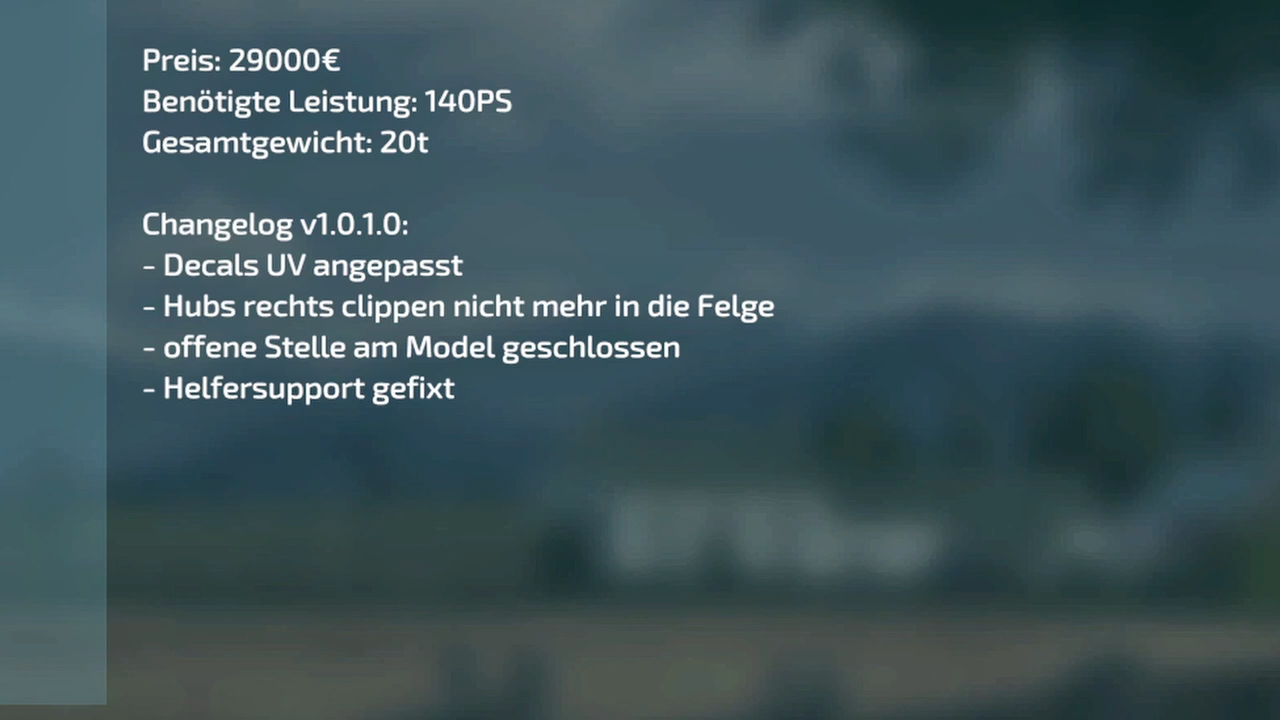 Preis: 29000€
Benötigte Leistung: 140PS
Gesamtgewicht: 20t
Changelog v1.0.1.0:
- Decals UV angepasst
- Hubs rechts clippen nicht mehr in die Felge
- offene Stelle am Model geschlossen
- Helfersupport gefixt